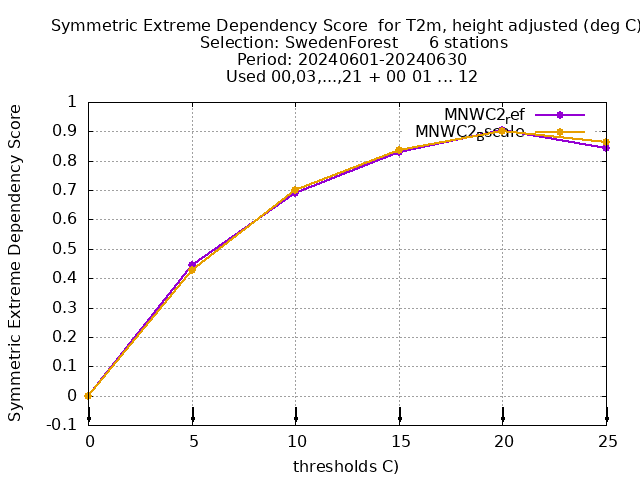 Symmetric Extreme Dependency Score for T2m, height adjusted (deg C)
Selection: SwedenForest 6 stations
Period: 20240601-20240630
Used 00,03,...,21 + 00 01 ... 12
Symmetric Extreme Dependency Score
1
0.9
0.8
0.7
0.6
0.5
0.4
0.3
0.2
0.1
0
-0.1
MNWC2ref
0 5 10 15 20 25
thresholds C)